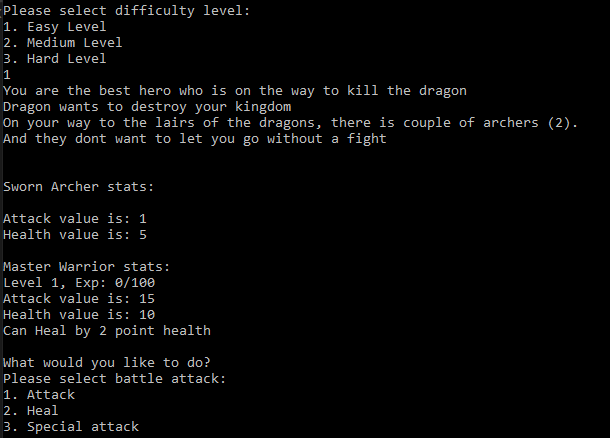 Please select difficulty level:
1. Easy Level
2. Medium Level
3. Hard Level
1
You are the best hero who is on the way to kill the dragon
Dragon wants to destroy your kingdom
On your way to the lairs of the dragons, there is couple of archers (2).
And they dont want to let you go without a fight
Sworn Archer stats:
Attack value is: 1
Health value is: 5
Master Warrior stats:
Level 1, Exp: 0/100
Attack value is: 15
Health value is: 10
Can Heal by 2 point health
What would you like to do?
Please select battle attack:
1. Attack
2. Heal
3. Special attack